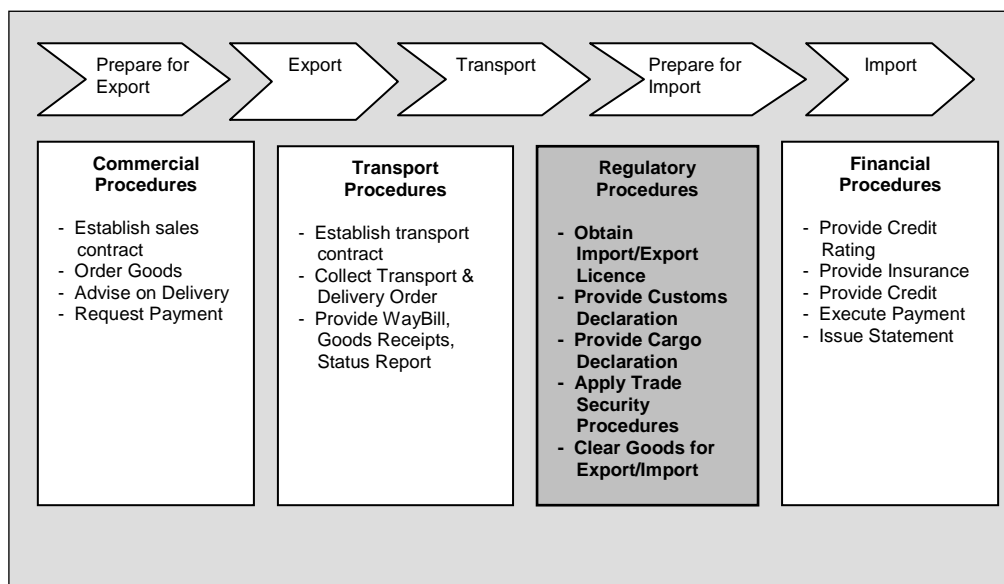 Prepare for
Export
Export
Transport
Prepare for
Import
Import
Commercial
Procedures
- Establish sales
contract
- Order Goods
- Advise on Delivery
- Request Payment
Transport
Procedures
- Establish transport
contract
- Collect Transport &
Delivery Order
- Provide WayBill,
Goods Receipts,
Status Report
Regulatory
Procedures
- Obtain
Import/Export
Licence
- Provide Customs
Declaration
- Provide Cargo
Declaration
- Apply Trade
Security
Procedures
- Clear Goods for
Export/Import
Financial
Procedures
- Provide Credit
Rating
- Provide Insurance
- Provide Credit
- Execute Payment
- Issue Statement